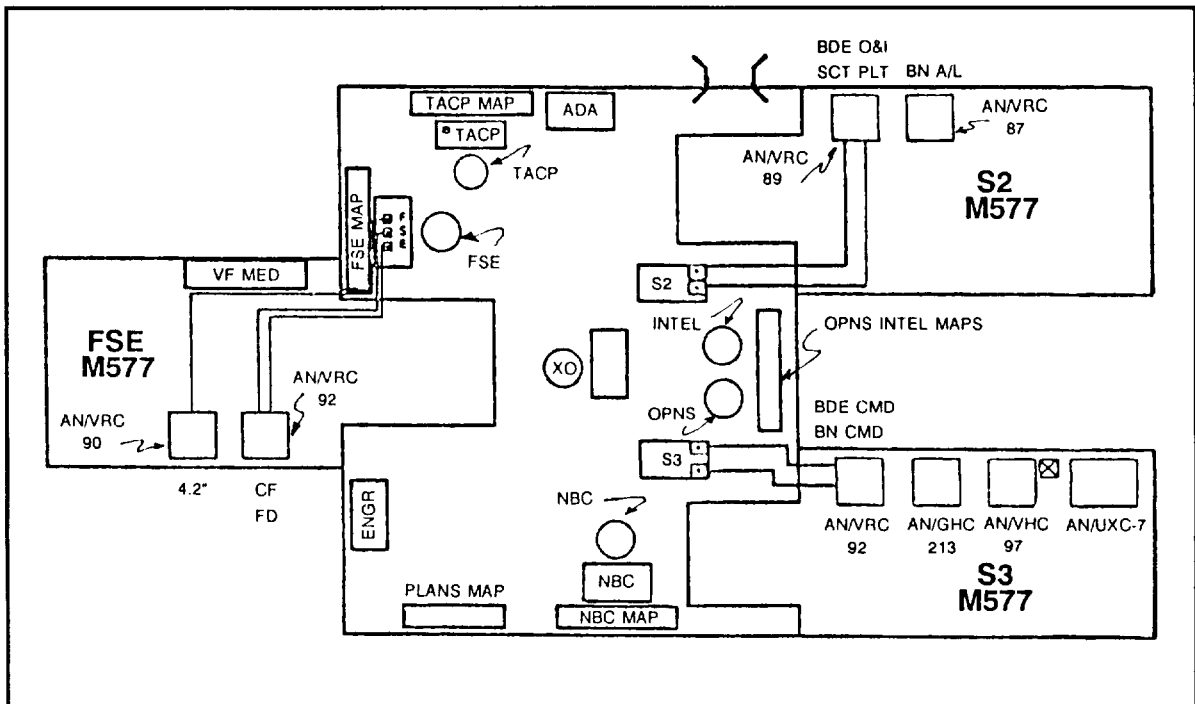 BDE O&I
SCT PLT
BN A/L
TACP MAP
ADA
TACP
AN/VRC
87
AN/VRC
89
S2
M577
TACP
FSE MAP
FSE
FSE
VF MED
S2
INTEL
OPNS INTEL MAPS
FSE
M577
XO
AN/VRC
92
AN/VRC
90
OPNS
BDE CMD
BN CMD
S3
4.2"
CF
FD
NBC
ENGR
AN/VRC
92
AN/GHC
213
AN/VHC
97
AN/UXC-7
S3
M577
NBC
PLANS MAP
NBC MAP